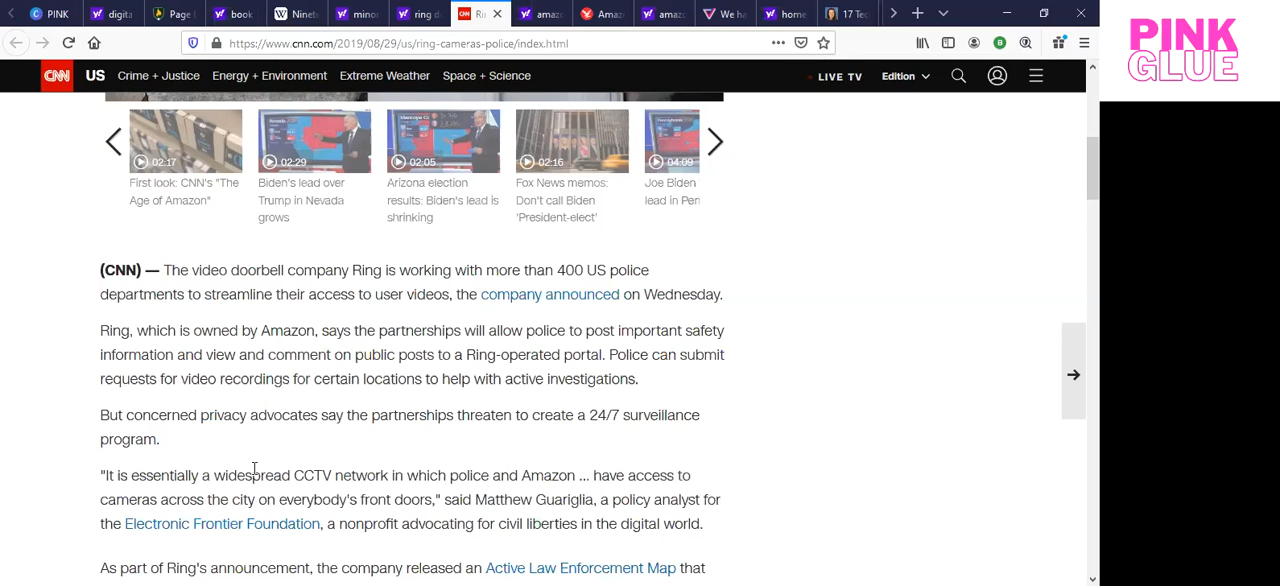 PINK
digita
Page
book
Ninet
minor
ring d
Rin
amazo
Amaz
amazo
We ha
home
17 Tec
https://www.cnn.com/2019/08/29/us/ring-cameras-police/index.html
PINK
GLUE
CNN US Crime + Justice Energy + Environment Extreme Weather Space + Science LIVE TV Edition
02:17
02:29
02:05
02:16
04:09
First look: CNN's "The
Age of Amazon"
Biden's lead over
Trump in Nevada
grows
Arizona election
results: Biden's lead is
shrinking
Fox News memos:
Don't call Biden
'President-elect'
Joe Biden
lead in Pen
(CNN) — The video doorbell company Ring is working with more than 400 US police
departments to streamline their access to user videos, the company announced on Wednesday.
Ring, which is owned by Amazon, says the partnerships will allow police to post important safety
information and view and comment on public posts to a Ring-operated portal. Police can submit
requests for video recordings for certain locations to help with active investigations.
But concerned privacy advocates say the partnerships threaten to create a 24/7 surveillance
program.
"It is essentially a widespread CCTV network in which police and Amazon ... have access to
cameras across the city on everybody's front doors," said Matthew Guariglia, a policy analyst for
the Electronic Frontier Foundation, a nonprofit advocating for civil liberties in the digital world.
As part of Ring's announcement, the company released an Active Law Enforcement Map that